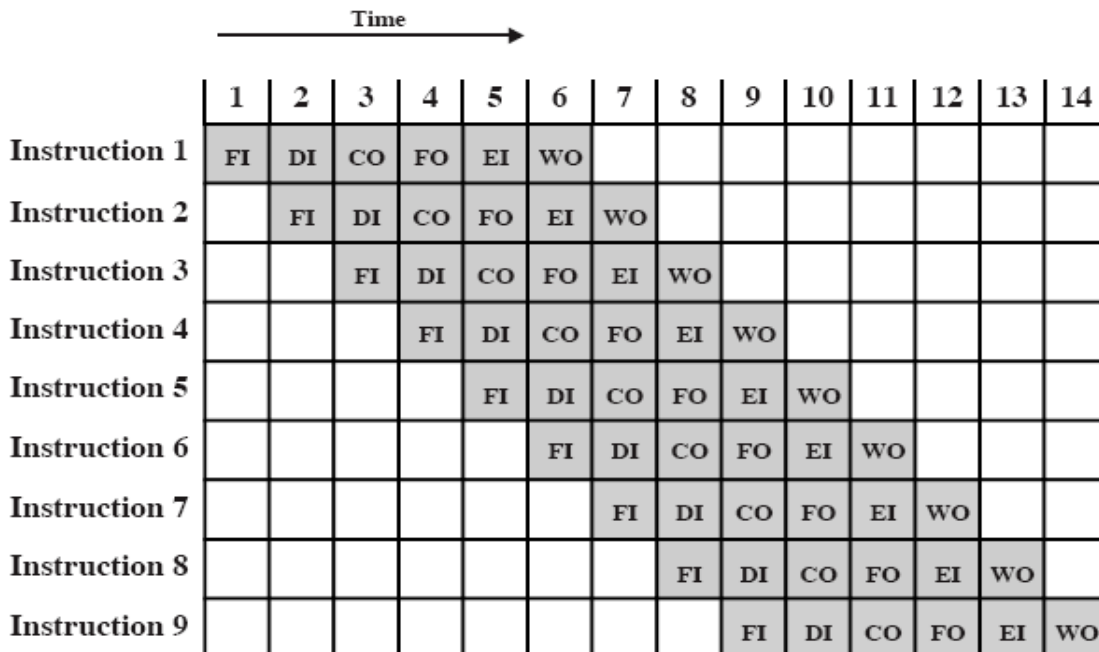 Time
1 2 3 4 5 6 7 8 9 10 11 12 13 14
Instruction 1 FI DI CO FO EI WO
Instruction 2 FI DI CO FO EI WO
Instruction 3 FI DI CO FO EI WO
Instruction 4 FI DI CO FO EI WO
Instruction 5 FI DI CO FO EI WO
Instruction 6 FI DI CO FO EI WO
Instruction 7 FI DI CO FO EI WO
Instruction 8 FI DI CO FO EI WO
Instruction 9 FI DI CO FO EI WO